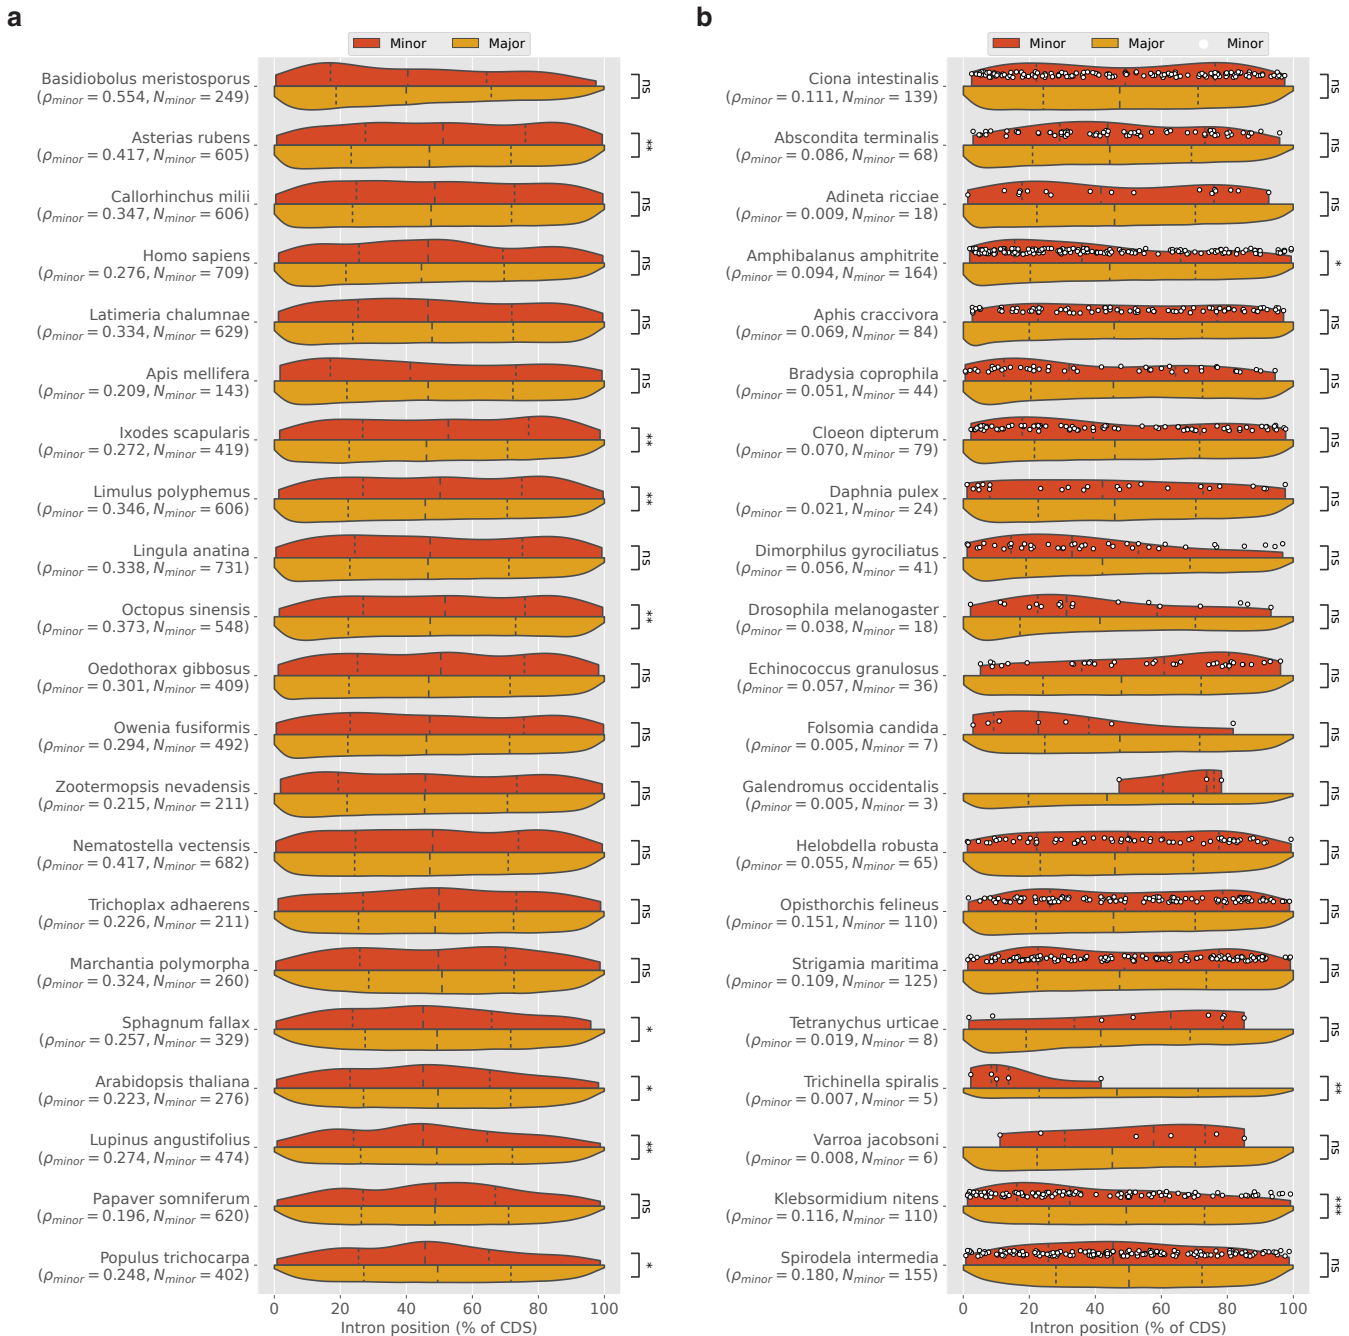 a
Minor Major
Basidiobolus meristosporus
(ρminor = 0.554, Nminor = 249)
ns
Asterias rubens
(ρminor = 0.417, Nminor = 605)
**
Callorhinchus milii
(ρminor = 0.347, Nminor = 606)
ns
Homo sapiens
(ρminor = 0.276, Nminor = 709)
ns
Latimeria chalumnae
(ρminor = 0.334, Nminor = 629)
ns
Apis mellifera
(ρminor = 0.209, Nminor = 143)
ns
Ixodes scapularis
(ρminor = 0.272, Nminor = 419)
**
Limulus polyphemus
(ρminor = 0.346, Nminor = 606)
**
Lingula anatina
(ρminor = 0.338, Nminor = 731)
ns
Octopus sinensis
(ρminor = 0.373, Nminor = 548)
**
Oedothorax gibbosus
(ρminor = 0.301, Nminor = 409)
ns
Owenia fusiformis
(ρminor = 0.294, Nminor = 492)
ns
Zootermopsis nevadensis
(ρminor = 0.215, Nminor = 211)
ns
Nematostella vectensis
(ρminor = 0.417, Nminor = 682)
ns
Trichoplax adhaerens
(ρminor = 0.226, Nminor = 211)
ns
Marchantia polymorpha
(ρminor = 0.324, Nminor = 260)
ns
Sphagnum fallax
(ρminor = 0.257, Nminor = 329)
*
Arabidopsis thaliana
(ρminor = 0.223, Nminor = 276)
*
Lupinus angustifolius
(ρminor = 0.274, Nminor = 474)
**
Papaver somniferum
(ρminor = 0.196, Nminor = 620)
ns
Populus trichocarpa
(ρminor = 0.248, Nminor = 402)
*
0 20 40 60 80 100
Intron position (% of CDS)
b
Minor Major Minor
Ciona intestinalis
(ρminor = 0.111, Nminor = 139)
ns
Abscondita terminalis
(ρminor = 0.086, Nminor = 68)
ns
Adineta ricciae
(ρminor = 0.009, Nminor = 18)
ns
Amphibalanus amphitrite
(ρminor = 0.094, Nminor = 164)
*
Aphis craccivora
(ρminor = 0.069, Nminor = 84)
ns
Bradysia coprophila
(ρminor = 0.051, Nminor = 44)
ns
Cloeon dipterum
(ρminor = 0.070, Nminor = 79)
ns
Daphnia pulex
(ρminor = 0.021, Nminor = 24)
ns
Dimorphilus gyrociliatus
(ρminor = 0.056, Nminor = 41)
ns
Drosophila melanogaster
(ρminor = 0.038, Nminor = 18)
ns
Echinococcus granulosus
(ρminor = 0.057, Nminor = 36)
ns
Folsomia candida
(ρminor = 0.005, Nminor = 7)
ns
Galendromus occidentalis
(ρminor = 0.005, Nminor = 3)
ns
Helobdella robusta
(ρminor = 0.055, Nminor = 65)
ns
Opisthorchis felineus
(ρminor = 0.151, Nminor = 110)
ns
Strigamia maritima
(ρminor = 0.109, Nminor = 125)
ns
Tetranychus urticae
(ρminor = 0.019, Nminor = 8)
ns
Trichinella spiralis
(ρminor = 0.007, Nminor = 5)
**
Varroa jacobsoni
(ρminor = 0.008, Nminor = 6)
ns
Klebsormidium nitens
(ρminor = 0.116, Nminor = 110)
***
Spirodela intermedia
(ρminor = 0.180, Nminor = 155)
ns
0 20 40 60 80 100
Intron position (% of CDS)